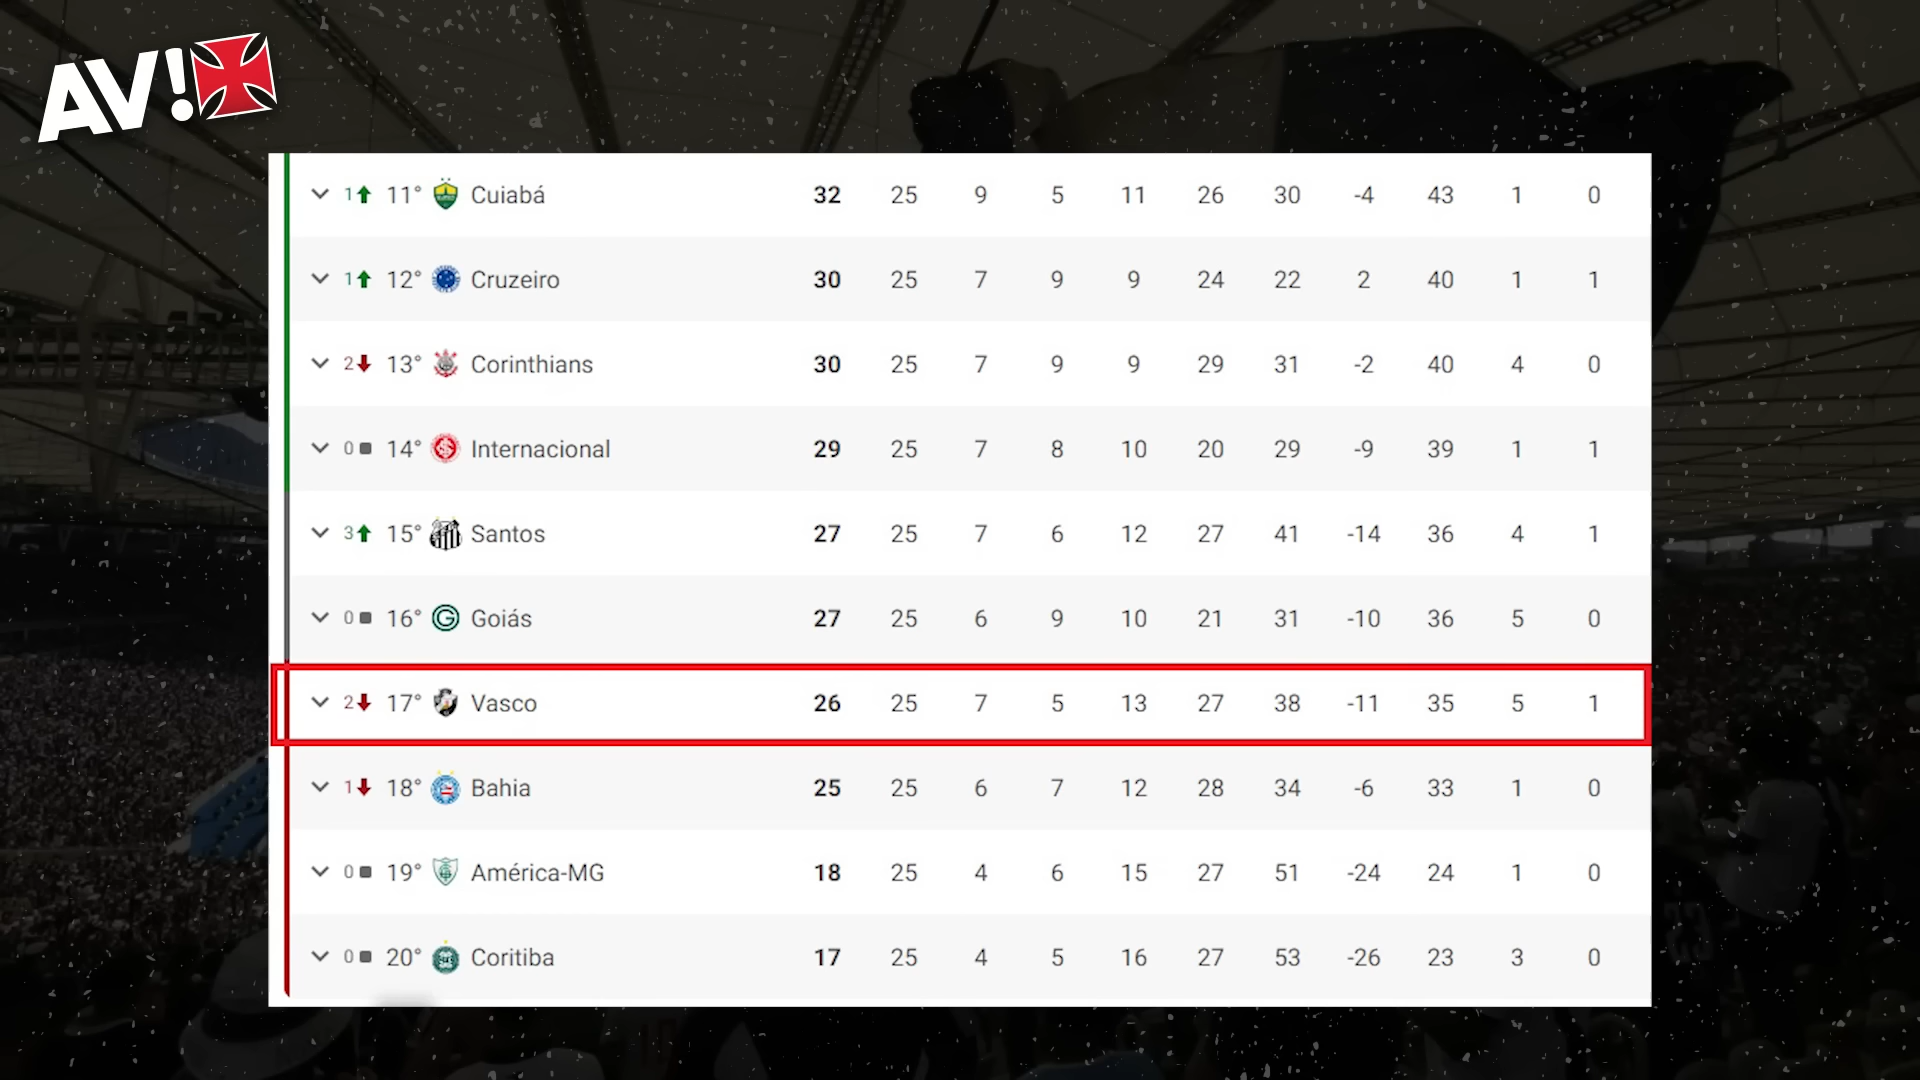 AV!
1 11° Cuiabá 32 25 9 5 11 26 30 -4 43 1 0
1 12° Cruzeiro 30 25 7 9 9 24 22 2 40 1 1
2 13° Corinthians 30 25 7 9 9 29 31 -2 40 4 0
0 14° Internacional 29 25 7 8 10 20 29 -9 39 1 1
3 15° Santos 27 25 7 6 12 27 41 -14 36 4 1
0 16° Goiás 27 25 6 9 10 21 31 -10 36 5 0
2 17° Vasco 26 25 7 5 13 27 38 -11 35 5 1
1 18° Bahia 25 25 6 7 12 28 34 -6 33 1 0
0 19° América-MG 18 25 4 6 15 27 51 -24 24 1 0
0 20° Coritiba 17 25 4 5 16 27 53 -26 23 3 0